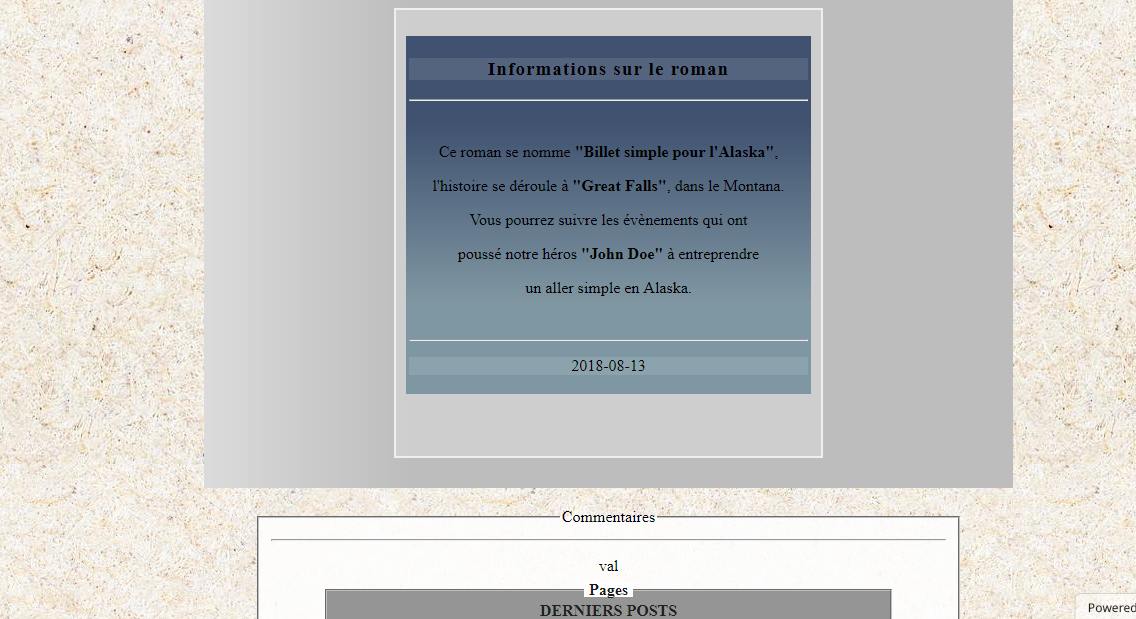 Informations sur le roman
Ce roman se nomme "Billet simple pour l'Alaska",
l'histoire se déroule à "Great Falls", dans le Montana.
Vous pourrez suivre les évènements qui ont
poussé notre héros "John Doe" à entreprendre
un aller simple en Alaska.
2018-08-13
Commentaires
val
Pages
DERNIERS POSTS
Powered